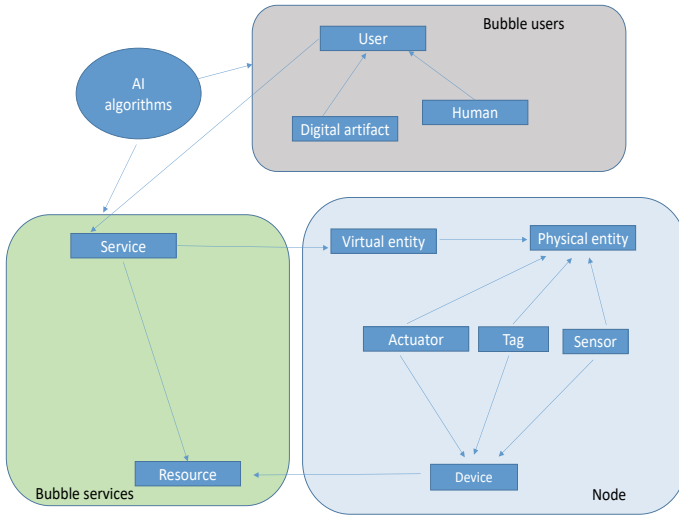 Bubble users
User
AI
algorithms
Human
Digital artifact
Service
Virtual entity
Physical entity
Actuator
Tag
Sensor
Resource
Device
Bubble services
Node